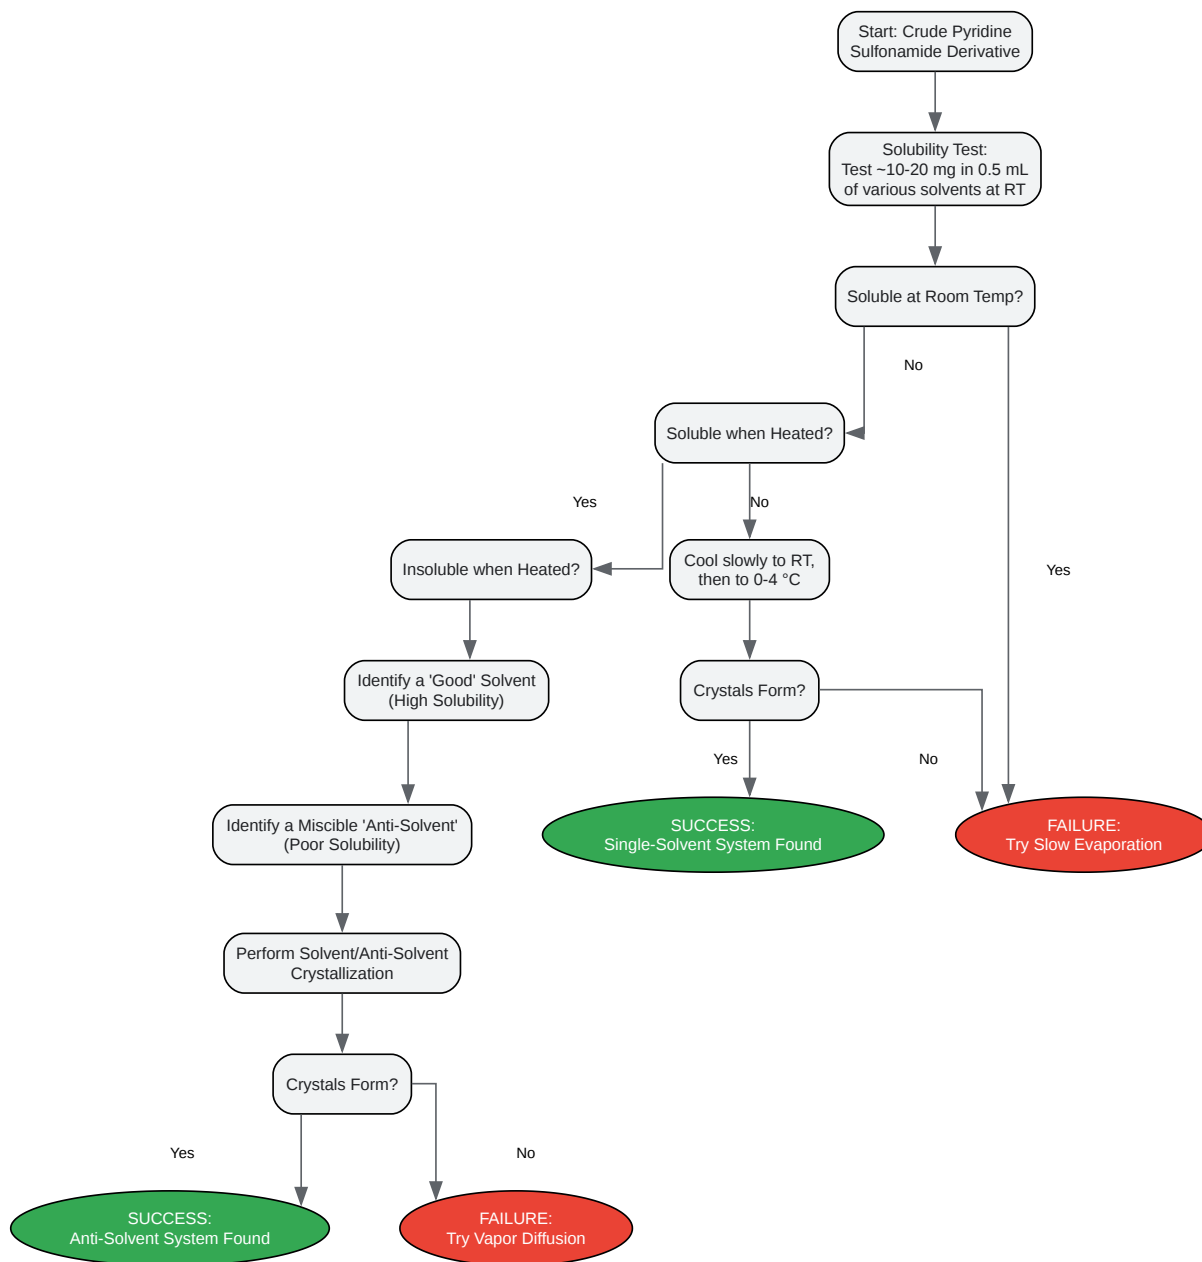 Start: Crude Pyridine
Sulfonamide Derivative
Solubility Test:
Test ~10-20 mg in 0.5 mL
of various solvents at RT
Soluble at Room Temp?
No
Soluble when Heated?
Yes
No
Insoluble when Heated?
Cool slowly to RT,
then to 0-4 °C
Yes
Identify a 'Good' Solvent
(High Solubility)
Crystals Form?
Yes
No
Identify a Miscible 'Anti-Solvent'
(Poor Solubility)
SUCCESS:
Single-Solvent System Found
FAILURE:
Try Slow Evaporation
Perform Solvent/Anti-Solvent
Crystallization
Crystals Form?
Yes
No
SUCCESS:
Anti-Solvent System Found
FAILURE:
Try Vapor Diffusion